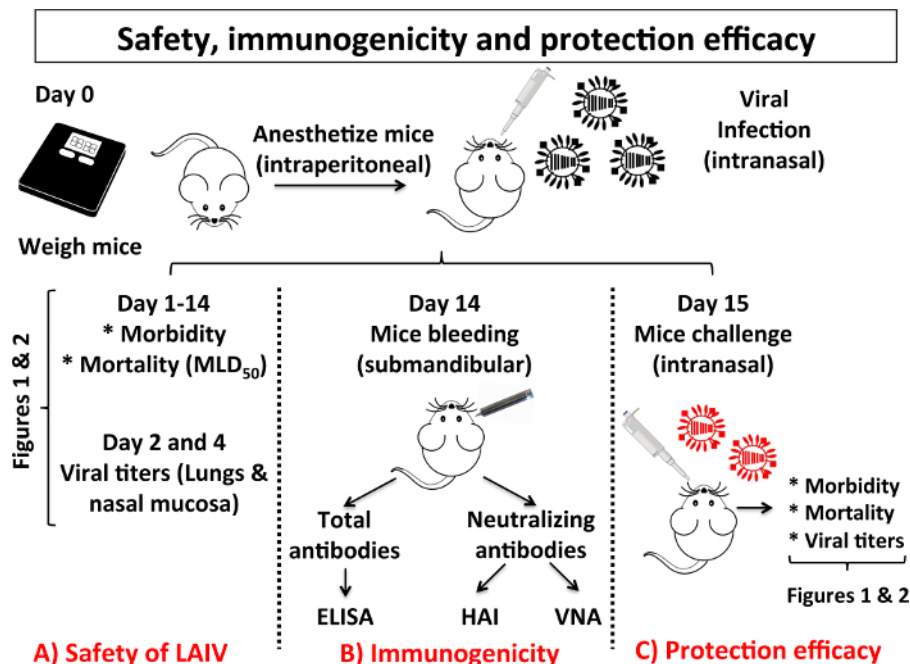 Safety, immunogenicity and protection efficacy
Day 0
Anesthetize mice
(intraperitoneal)
Viral
Infection
(intranasal)
Weigh mice
Figures 1 & 2
Day 1-14
* Morbidity
* Mortality (MLD50)
Day 2 and 4
Viral titers (Lungs &
nasal mucosa)
A) Safety of LAIV
Day 14
Mice bleeding
(submandibular)
Total
antibodies
Neutralizing
antibodies
ELISA
HAI
VNA
B) Immunogenicity
Day 15
Mice challenge
(intranasal)
* Morbidity
* Mortality
* Viral titers
Figures 1 & 2
C) Protection efficacy